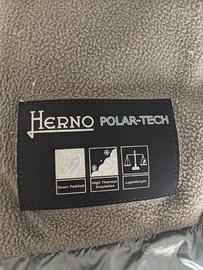 HERNO POLAR-TECH
Down Padded
High Thermal
Insulation
LightWeight